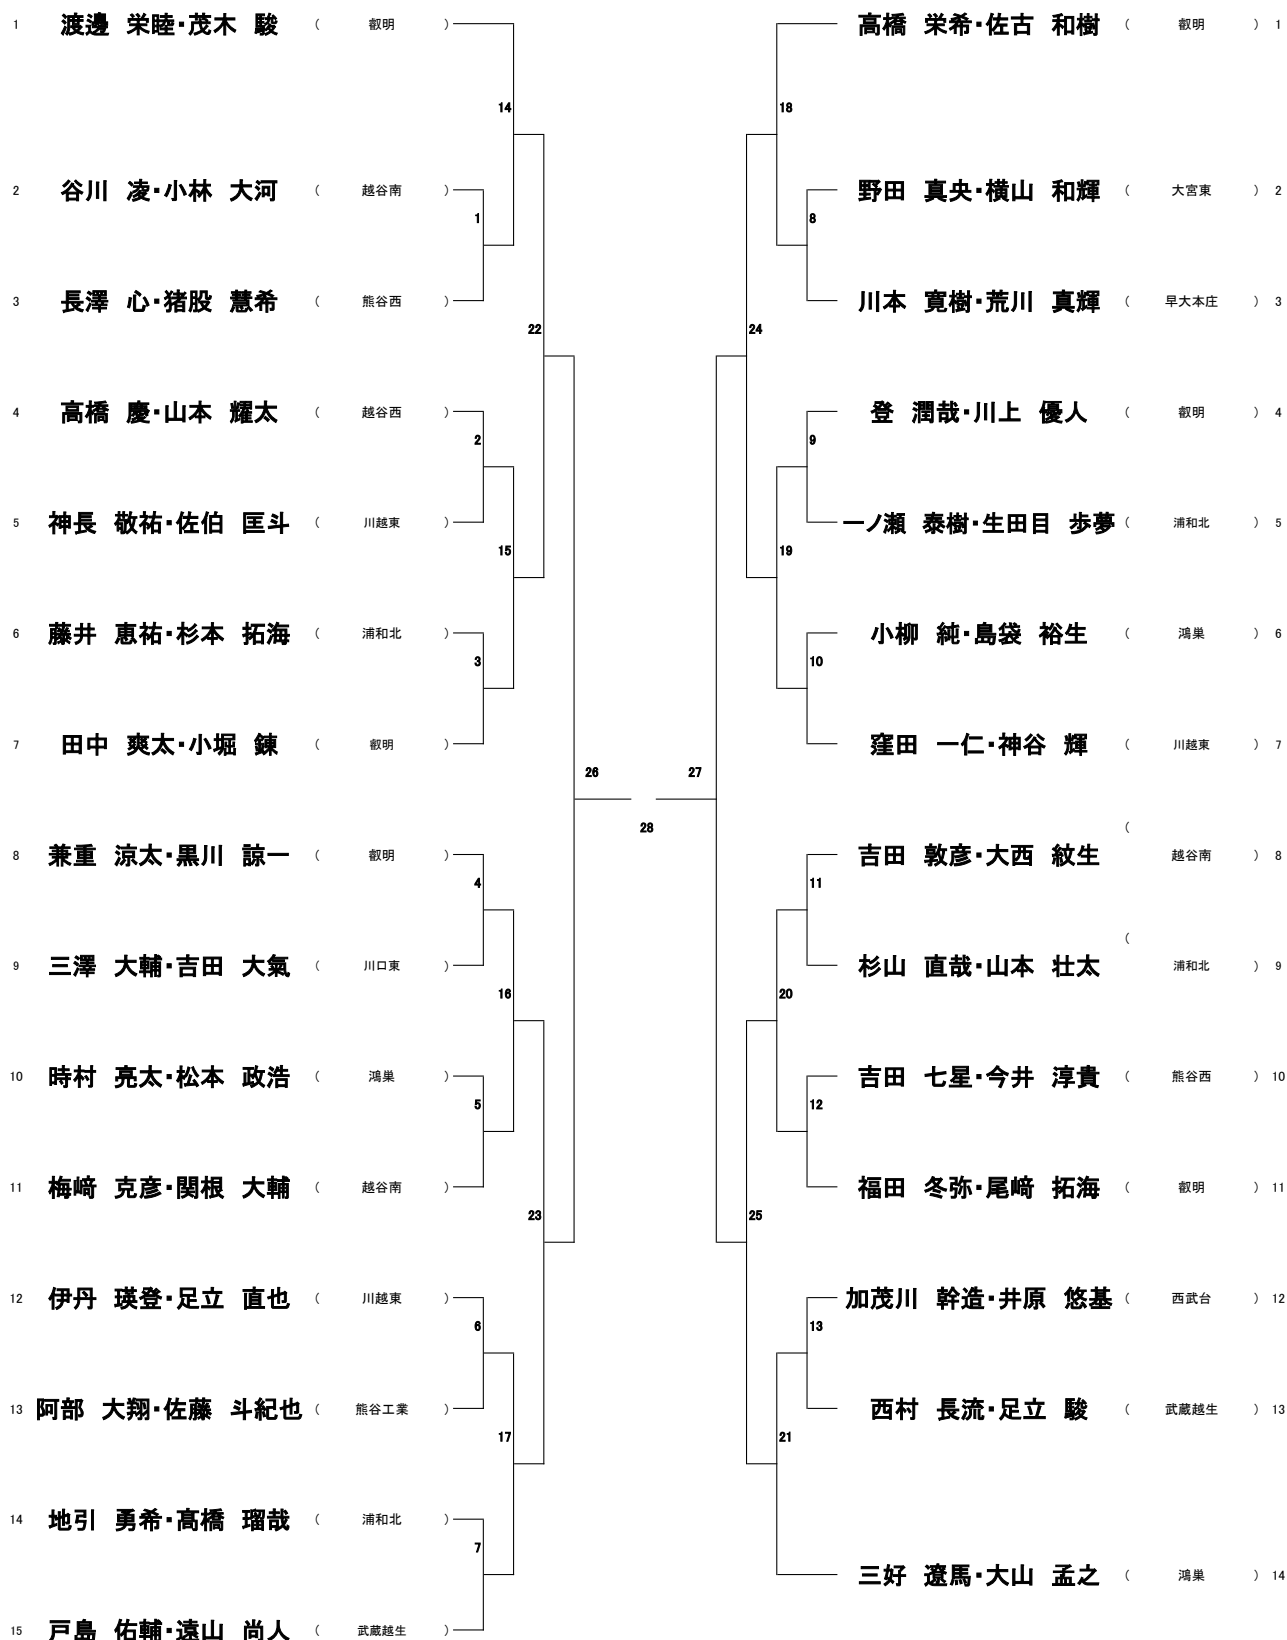 1 渡邊 栄睦・茂木 駿 ( 叡明 ) 高橋 栄希・佐古 和樹 ( 叡明 ) 1
14 18
2 谷川 凌・小林 大河 ( 越谷南 ) 野田 真央・横山 和輝 ( 大宮東 ) 2
1 8
3 長澤 心・猪股 慧希 ( 熊谷西 ) 川本 寛樹・荒川 真輝 ( 早大本庄 ) 3
22 24
4 高橋 慶・山本 耀太 ( 越谷西 ) 登 潤哉・川上 優人 ( 叡明 ) 4
2 9
5 神長 敬祐・佐伯 匡斗 ( 川越東 ) 一ノ瀬 泰樹・生田目 歩夢 ( 浦和北 ) 5
15 19
6 藤井 恵祐・杉本 拓海 ( 浦和北 ) 小柳 純・島袋 裕生 ( 鴻巣 ) 6
3 10
7 田中 爽太・小堀 錬 ( 叡明 ) 窪田 一仁・神谷 輝 ( 川越東 ) 7
26 27
28
8 兼重 涼太・黒川 諒一 ( 叡明 ) 吉田 敦彦・大西 紋生 ( 越谷南 ) 8
4 11
9 三澤 大輔・吉田 大氣 ( 川口東 ) 杉山 直哉・山本 壮太 ( 浦和北 ) 9
16 20
10 時村 亮太・松本 政浩 ( 鴻巣 ) 吉田 七星・今井 淳貴 ( 熊谷西 ) 10
5 12
11 梅﨑 克彦・関根 大輔 ( 越谷南 ) 福田 冬弥・尾﨑 拓海 ( 叡明 ) 11
23 25
12 伊丹 瑛登・足立 直也 ( 川越東 ) 加茂川 幹造・井原 悠基 ( 西武台 ) 12
6 13
13 阿部 大翔・佐藤 斗紀也 ( 熊谷工業 ) 西村 長流・足立 駿 ( 武蔵越生 ) 13
17 21
14 地引 勇希・髙橋 瑠哉 ( 浦和北 )
7
三好 遼馬・大山 孟之 ( 鴻巣 ) 14
15 戸島 佑輔・遠山 尚人 ( 武蔵越生 )